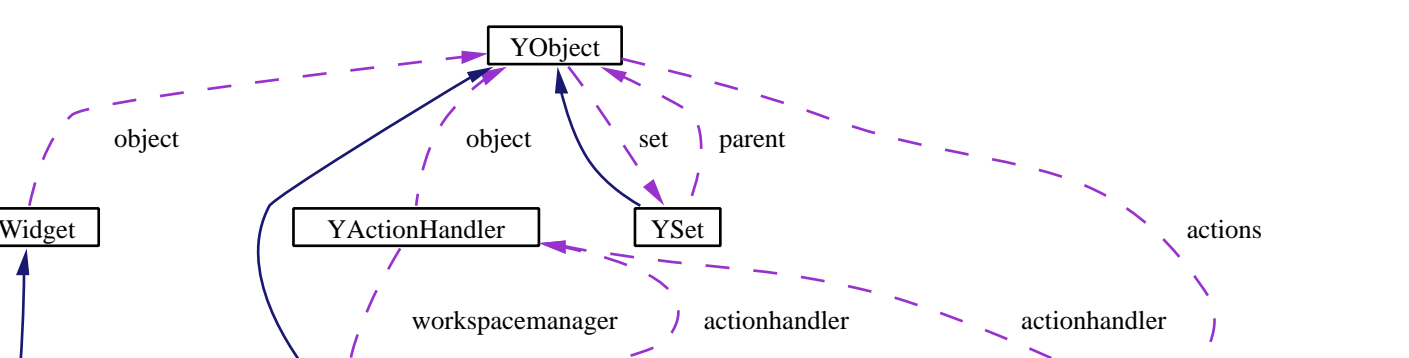 YObject
object
object
set
parent
Widget
YActionHandler
YSet
actions
workspacemanager
actionhandler
actionhandler